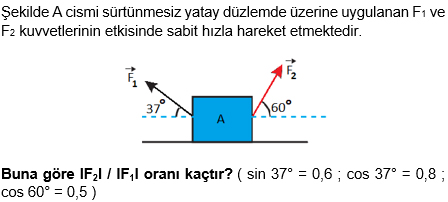 Şekilde A cismi sürtünmesiz yatay düzlemde üzerine uygulanan F₁ ve
F₂ kuvvetlerinin etkisinde sabit hızla hareket etmektedir.
F₁
F₂
37°
60°
A
Buna göre IF₂I / IF₁I oranı kaçtır? ( sin 37° = 0,6 ; cos 37° = 0,8 ;
cos 60° = 0,5 )